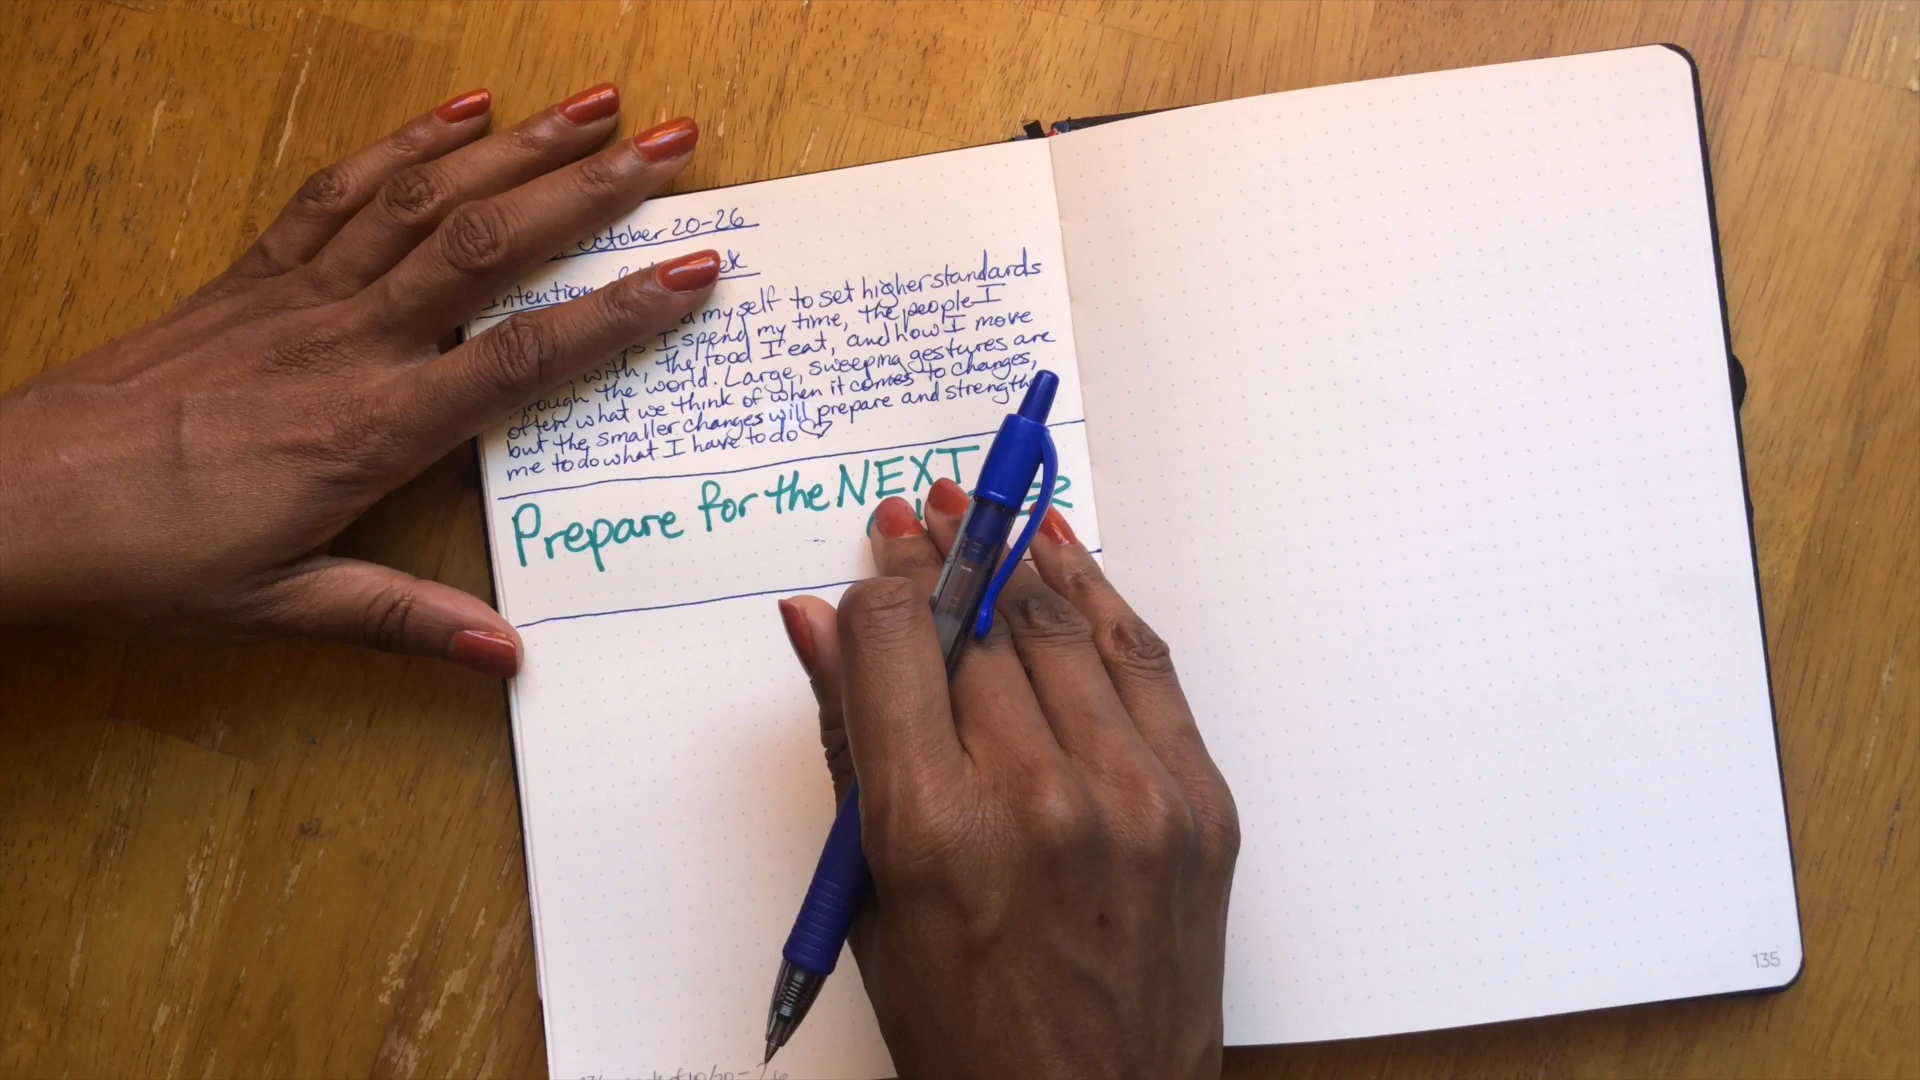 October 20-26
Intention
myself to set higher standards
I spend my time, the people I
with, the food I eat, and how I move
through the world. Large, sweeping gestures are
often what we think of when it comes to changes,
but the smaller changes will prepare and strengthen
me to do what I have to do ♡
Prepare for the NEXT
135